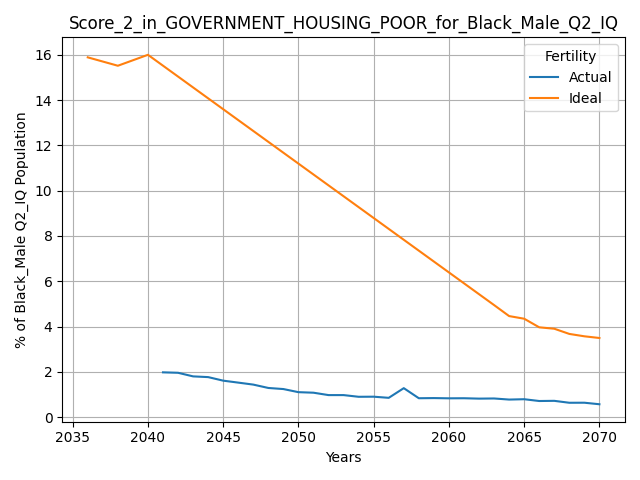 Score_2_in_GOVERNMENT_HOUSING_POOR_for_Black_Male_Q2_IQ
% of Black_Male Q2_IQ Population
16
14
12
10
8
6
4
2
0
Fertility
Actual
Ideal
2035 2040 2045 2050 2055 2060 2065 2070
Years